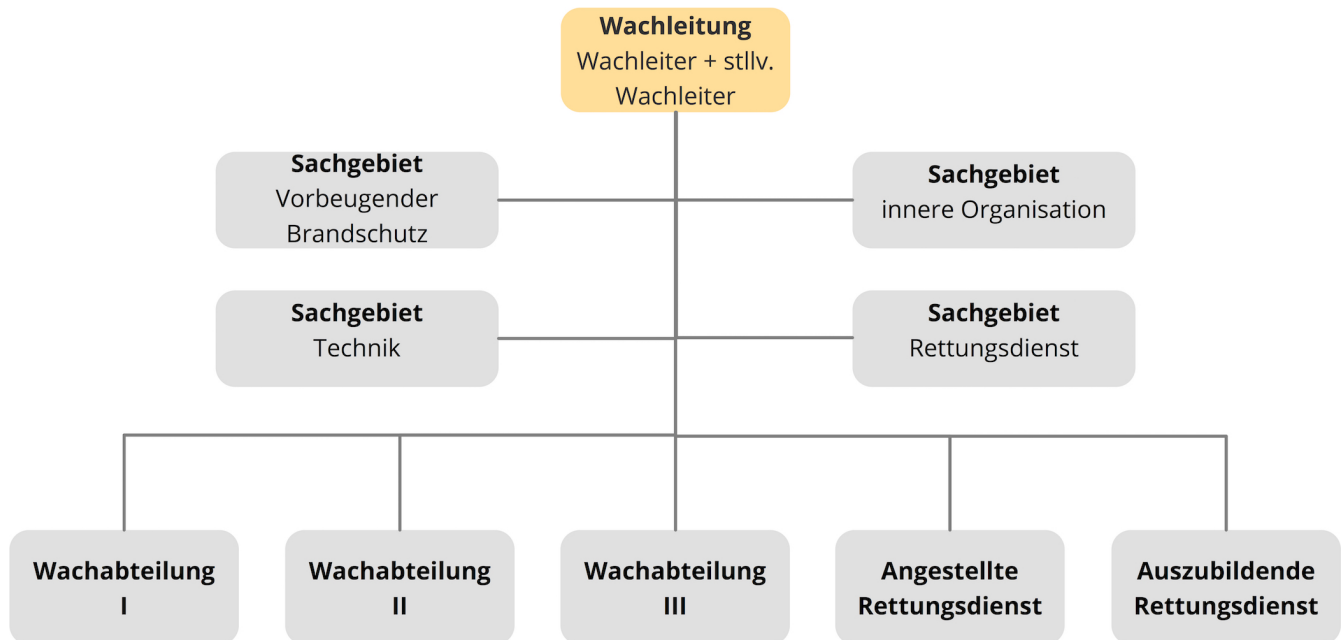 Wachleitung
Wachleiter + stllv.
Wachleiter
Sachgebiet
Vorbeugender
Brandschutz
Sachgebiet
innere Organisation
Sachgebiet
Technik
Sachgebiet
Rettungsdienst
Wachabteilung
I
Wachabteilung
II
Wachabteilung
III
Angestellte
Rettungsdienst
Auszubildende
Rettungsdienst